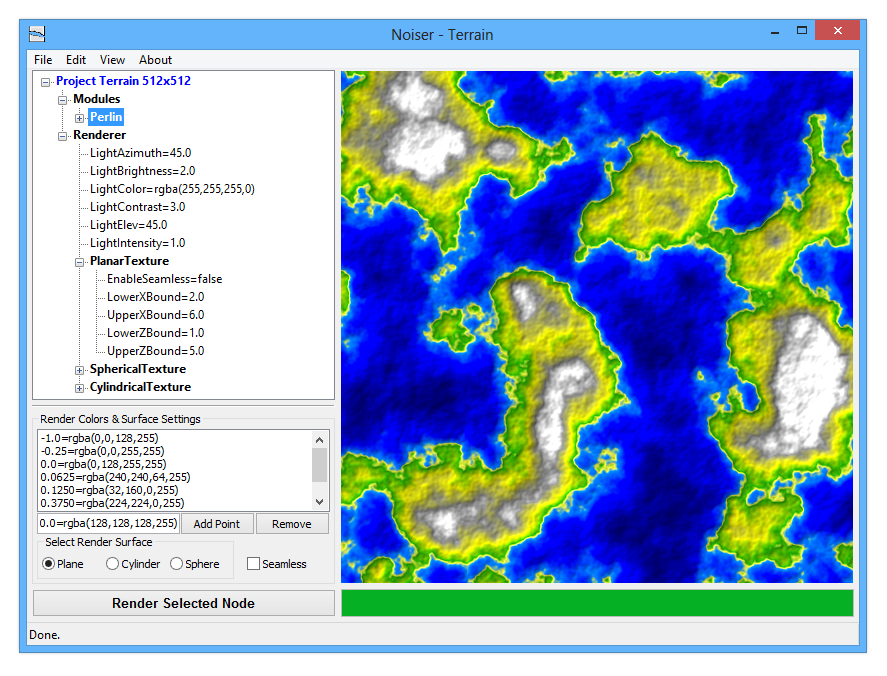 Noiser - Terrain
File Edit View About
Project Terrain 512x512
Modules
Perlin
Renderer
LightAzimuth=45.0
LightBrightness=2.0
LightColor=rgba(255,255,255,0)
LightContrast=3.0
LightElev=45.0
LightIntensity=1.0
PlanarTexture
EnableSeamless=false
LowerXBound=2.0
UpperXBound=6.0
LowerZBound=1.0
UpperZBound=5.0
SphericalTexture
CylindricalTexture
Render Colors & Surface Settings
-1.0=rgba(0,0,128,255)
-0.25=rgba(0,0,255,255)
0.0=rgba(0,128,255,255)
0.0625=rgba(240,240,64,255)
0.1250=rgba(32,160,0,255)
0.3750=rgba(224,224,0,255)
0.0=rgba(128,128,128,255) Add Point Remove
Select Render Surface
Plane Cylinder Sphere Seamless
Render Selected Node
Done.